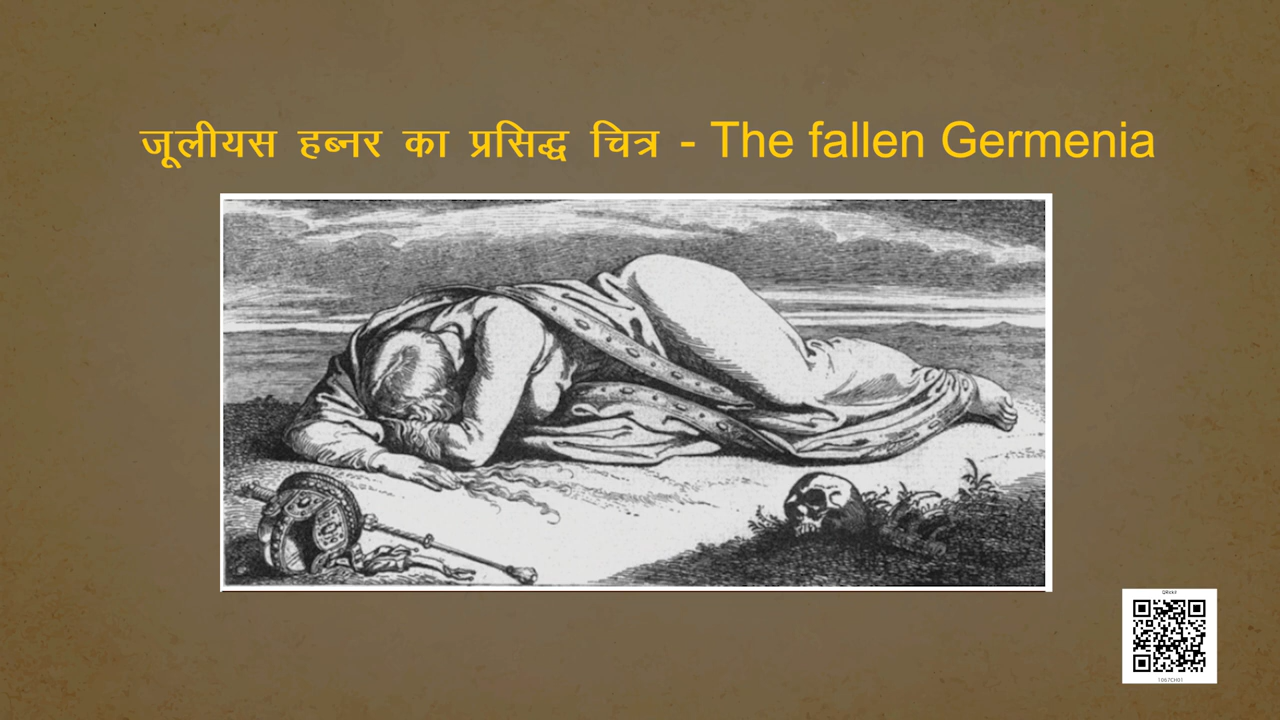 जूलीयस हब्नर का प्रसिद्ध चित्र - The fallen Germenia